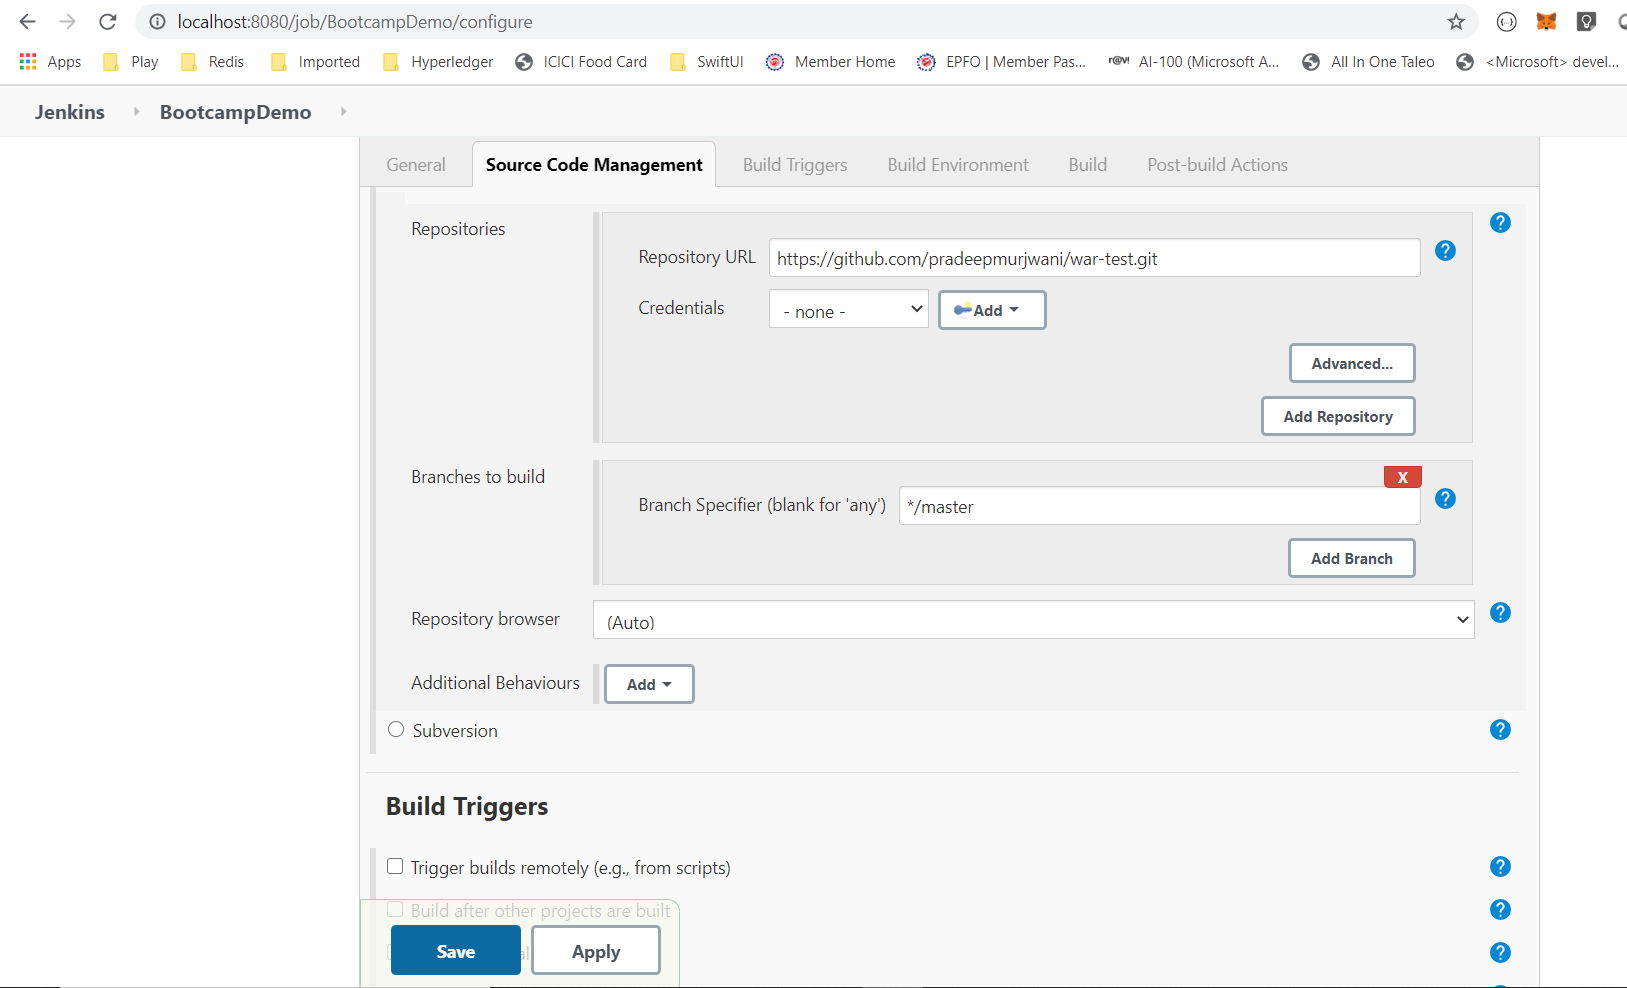 localhost:8080/job/BootcampDemo/configure
Apps Play Redis Imported Hyperledger ICICI Food Card SwiftUI Member Home EPFO | Member Pas... r@v! AI-100 (Microsoft A... All In One Taleo <Microsoft> devel...
Jenkins BootcampDemo
General Source Code Management Build Triggers Build Environment Build Post-build Actions
Repositories
Repository URL https://github.com/pradeepmurjwani/war-test.git
Credentials - none - Add
Advanced...
Add Repository
Branches to build
X
Branch Specifier (blank for 'any') */master
Add Branch
Repository browser (Auto)
Additional Behaviours Add
Subversion
Build Triggers
Trigger builds remotely (e.g., from scripts)
Build after other projects are built
Save Apply